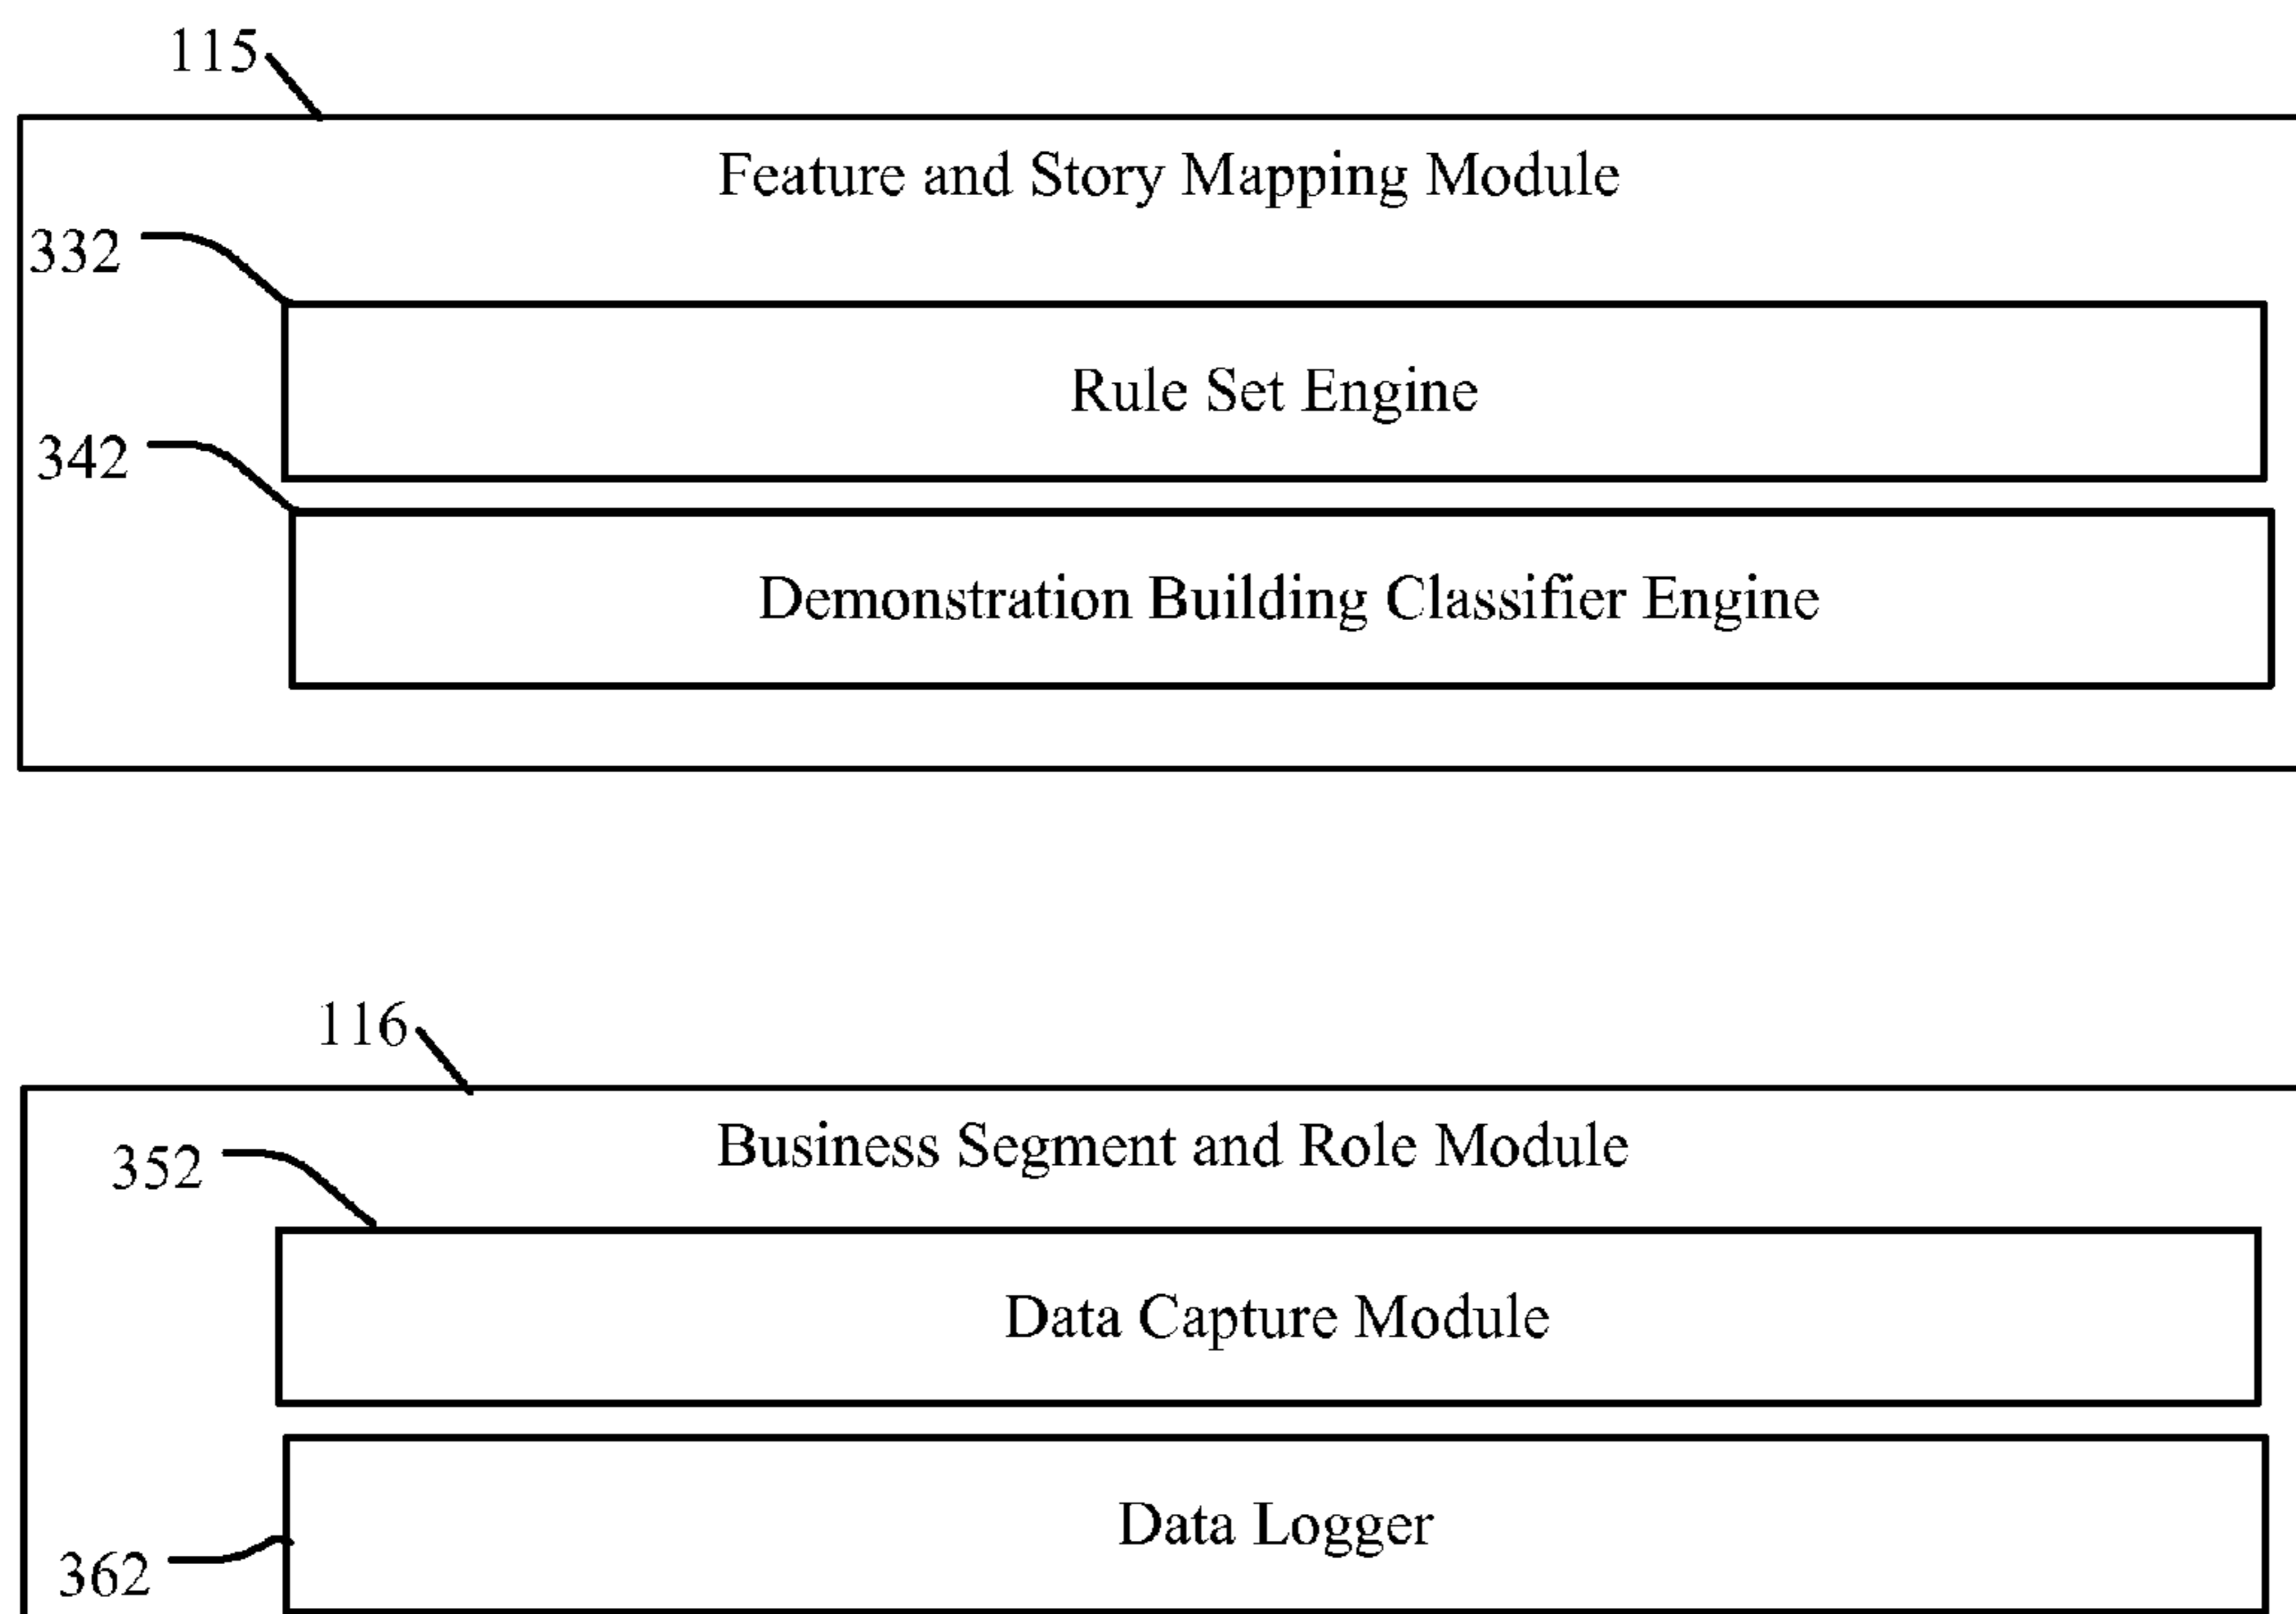 115
Feature and Story Mapping Module
332
Rule Set Engine
342
Demonstration Building Classifier Engine
116
Business Segment and Role Module
352
Data Capture Module
Data Logger
362